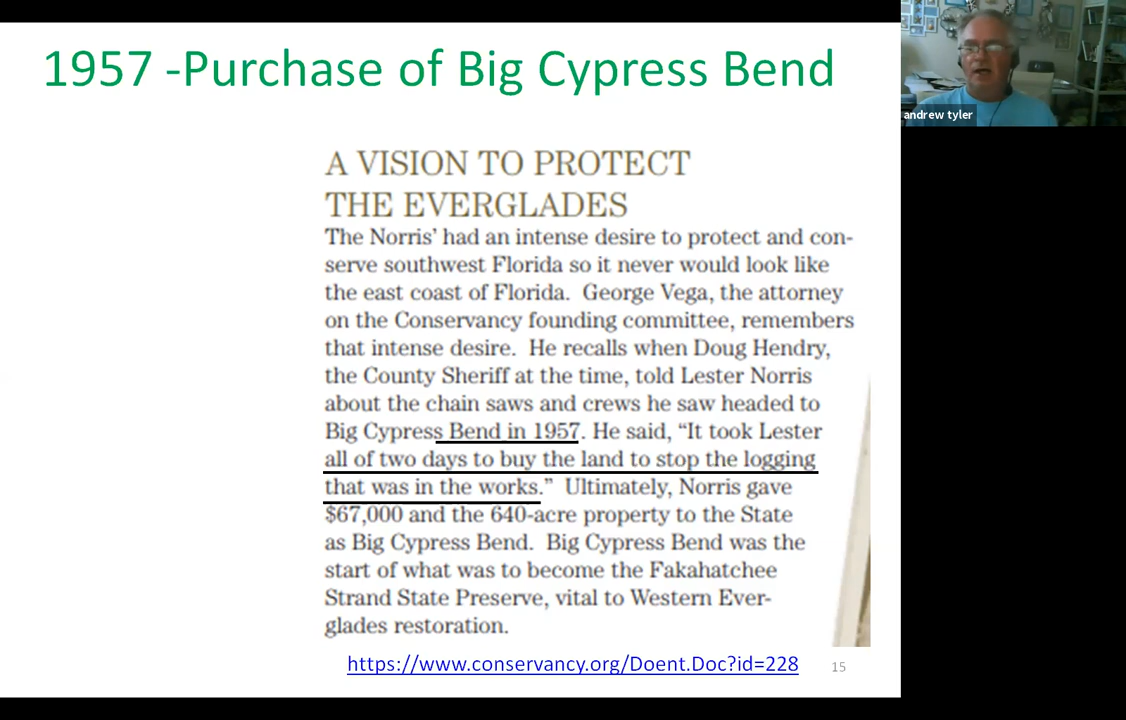 1957 -Purchase of Big Cypress Bend
andrew tyler
A VISION TO PROTECT
THE EVERGLADES
The Norris' had an intense desire to protect and con-
serve southwest Florida so it never would look like
the east coast of Florida.  George Vega, the attorney
on the Conservancy founding committee, remembers
that intense desire.  He recalls when Doug Hendry,
the County Sheriff at the time, told Lester Norris
about the chain saws and crews he saw headed to
Big Cypress Bend in 1957. He said, “It took Lester
all of two days to buy the land to stop the logging
that was in the works.”  Ultimately, Norris gave
$67,000 and the 640-acre property to the State
as Big Cypress Bend.  Big Cypress Bend was the
start of what was to become the Fakahatchee
Strand State Preserve, vital to Western Ever-
glades restoration.
https://www.conservancy.org/Doent.Doc?id=228
15